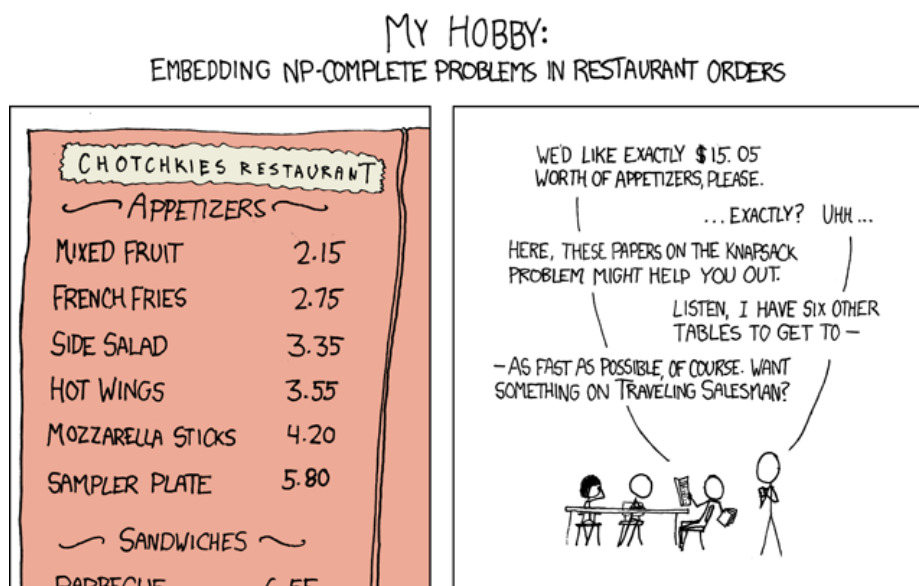 MY HOBBY:
EMBEDDING NP-COMPLETE PROBLEMS IN RESTAURANT ORDERS
CHOTCHKIES RESTAURANT
APPETIZERS
MIXED FRUIT 2.15
FRENCH FRIES 2.75
SIDE SALAD 3.35
HOT WINGS 3.55
MOZZARELLA STICKS 4.20
SAMPLER PLATE 5.80
SANDWICHES
BARBECUE 6.55
WE'D LIKE EXACTLY $15.05
WORTH OF APPETIZERS, PLEASE.
...EXACTLY? UHH...
HERE, THESE PAPERS ON THE KNAPSACK
PROBLEM MIGHT HELP YOU OUT.
LISTEN, I HAVE SIX OTHER
TABLES TO GET TO —
—AS FAST AS POSSIBLE, OF COURSE. WANT
SOMETHING ON TRAVELING SALESMAN?